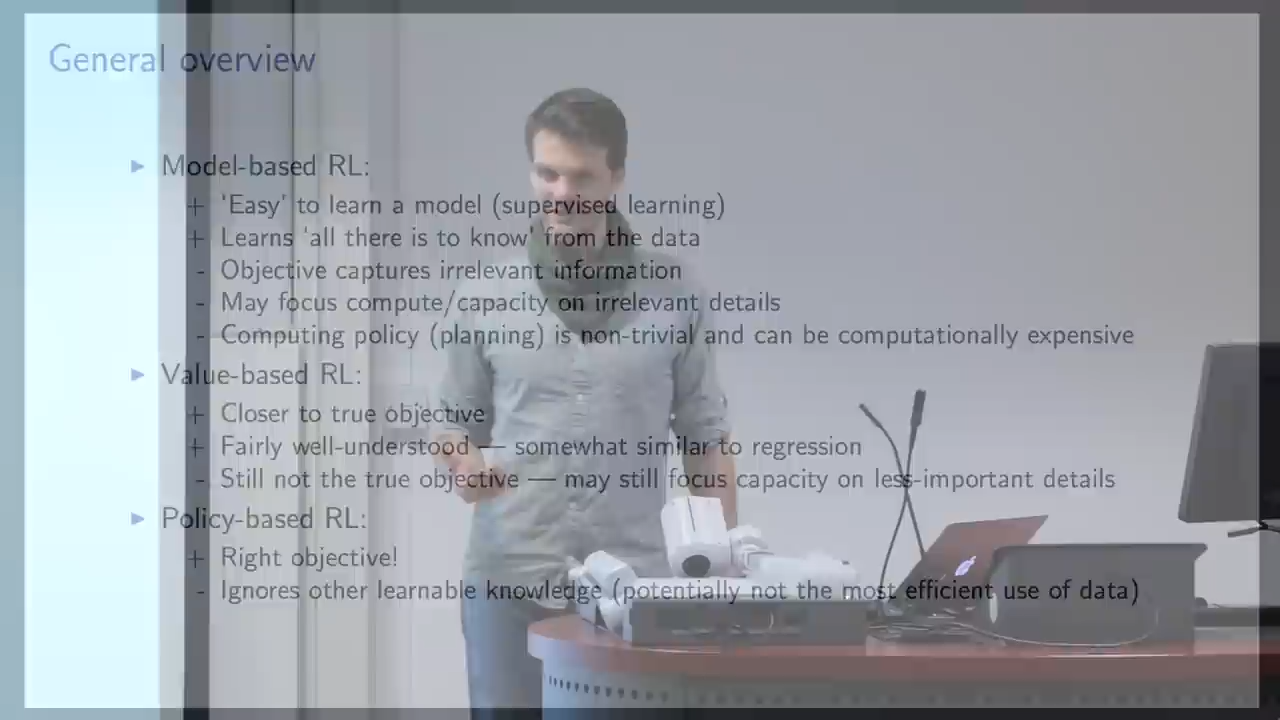 General overview
▶ Model-based RL:
+ 'Easy' to learn a model (supervised learning)
+ Learns 'all there is to know' from the data
- Objective captures irrelevant information
- May focus compute/capacity on irrelevant details
- Computing policy (planning) is non-trivial and can be computationally expensive
▶ Value-based RL:
+ Closer to true objective
+ Fairly well-understood — somewhat similar to regression
- Still not the true objective — may still focus capacity on less-important details
▶ Policy-based RL:
+ Right objective!
- Ignores other learnable knowledge (potentially not the most efficient use of data)